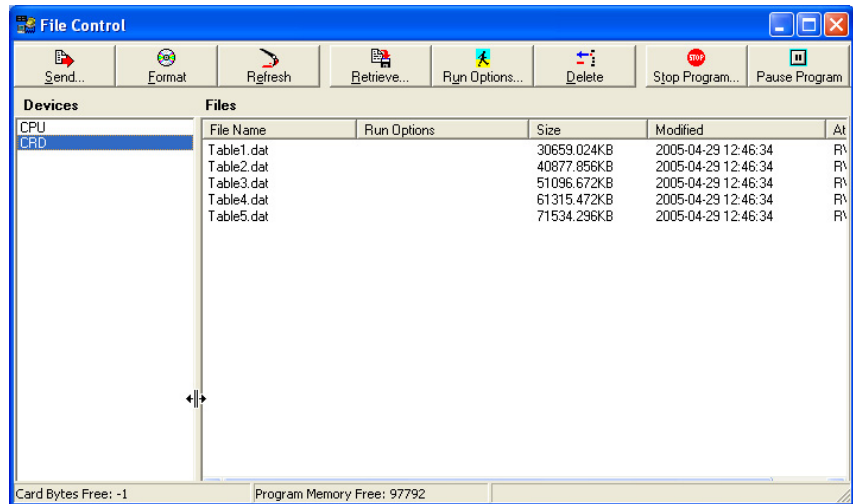 File Control
Send... Format Refresh Retrieve... Run Options... Delete Stop Program... Pause Program
Devices Files
CPU
CRD
File Name Run Options Size Modified At
Table1.dat 30659.024KB 2005-04-29 12:46:34
Table2.dat 40877.856KB 2005-04-29 12:46:34
Table3.dat 51096.672KB 2005-04-29 12:46:34
Table4.dat 61315.472KB 2005-04-29 12:46:34
Table5.dat 71534.296KB 2005-04-29 12:46:34
Card Bytes Free: -1 Program Memory Free: 97792